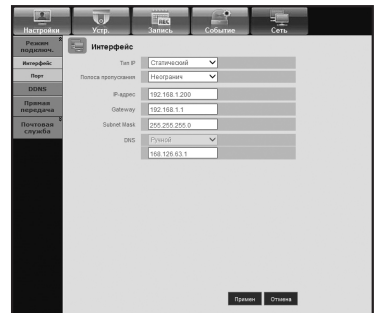 Настройки Устр. Запись Событие Сеть
Режим подключ.
Интерфейс
Порт
DDNS
Прямая передача
Почтовая служба
Интерфейс
Тип IP Статический
Полоса пропускания Неогранич
IP-адрес 192.168.1.200
Gateway 192.168.1.1
Subnet Mask 255.255.255.0
DNS Ручной
168.126.63.1
Примен Отмена